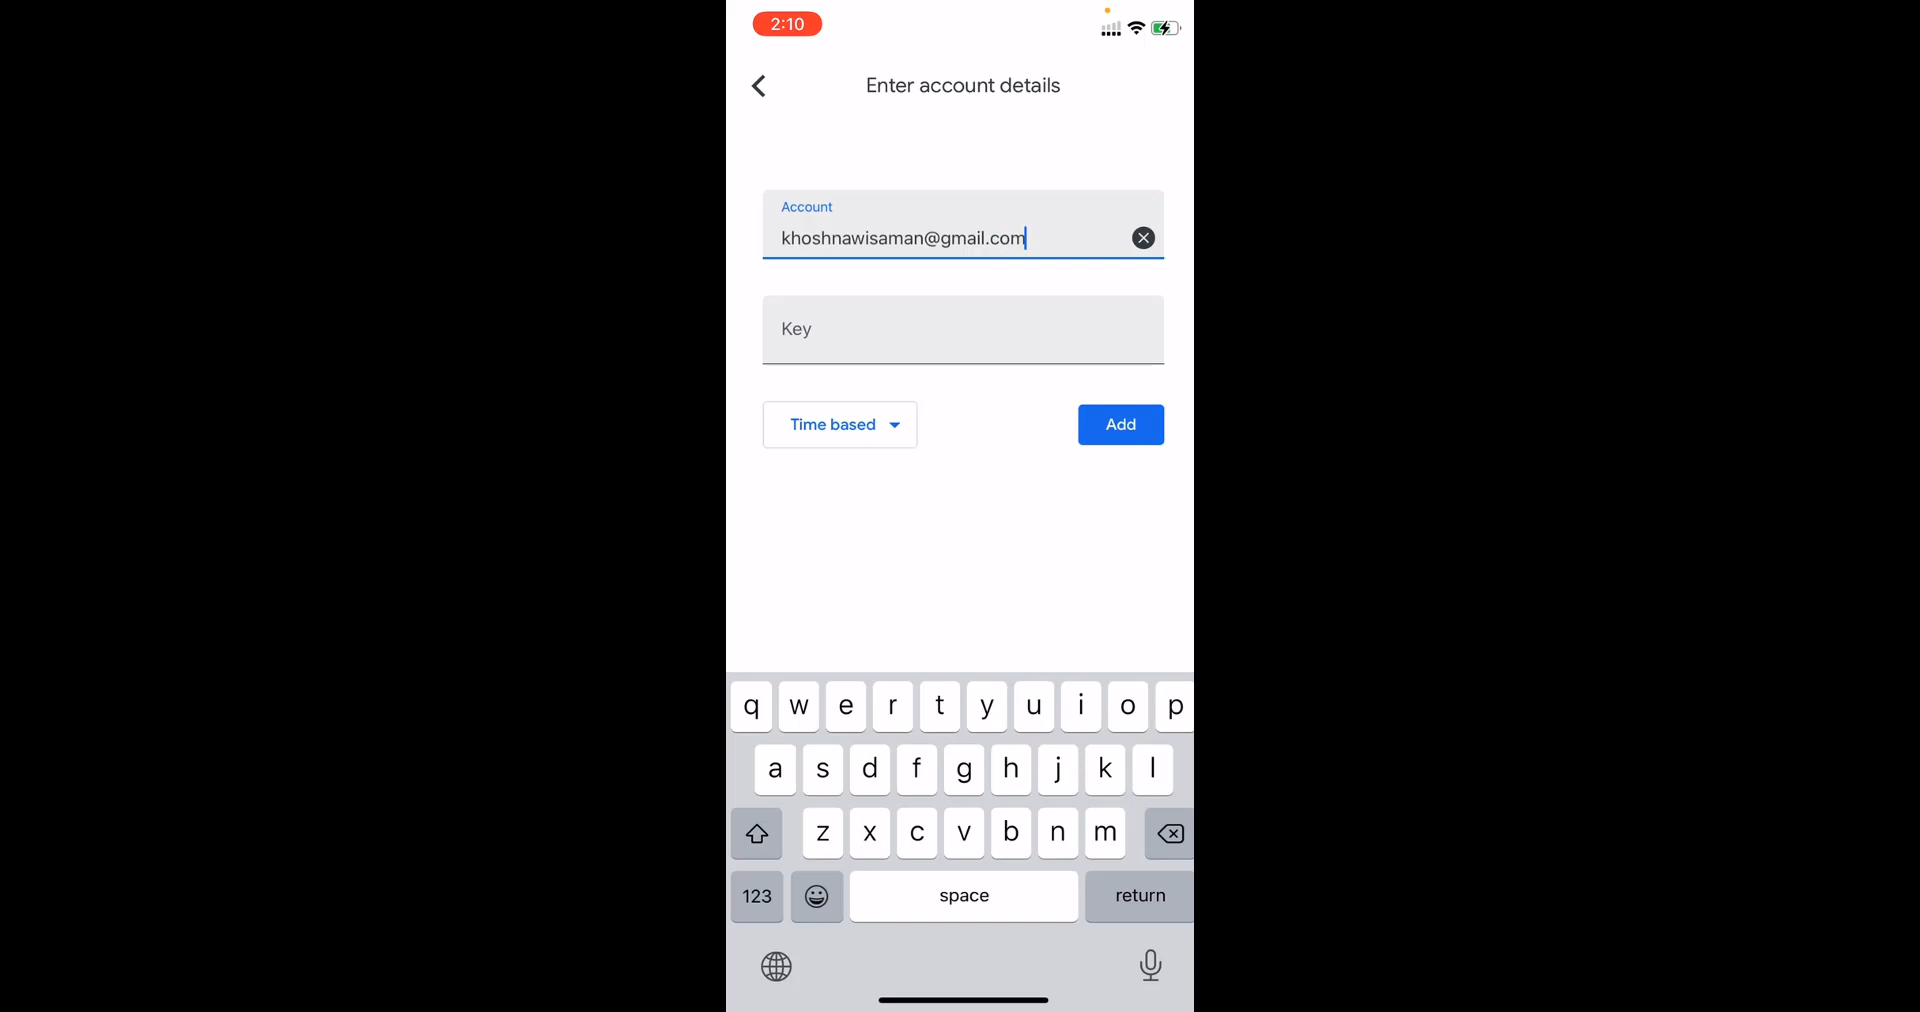 2:10
Enter account details
Account
khoshnawisaman@gmail.com
Key
Time based
Add
q w e r t y u i o p
a s d f g h j k l
z x c v b n m
123 space return